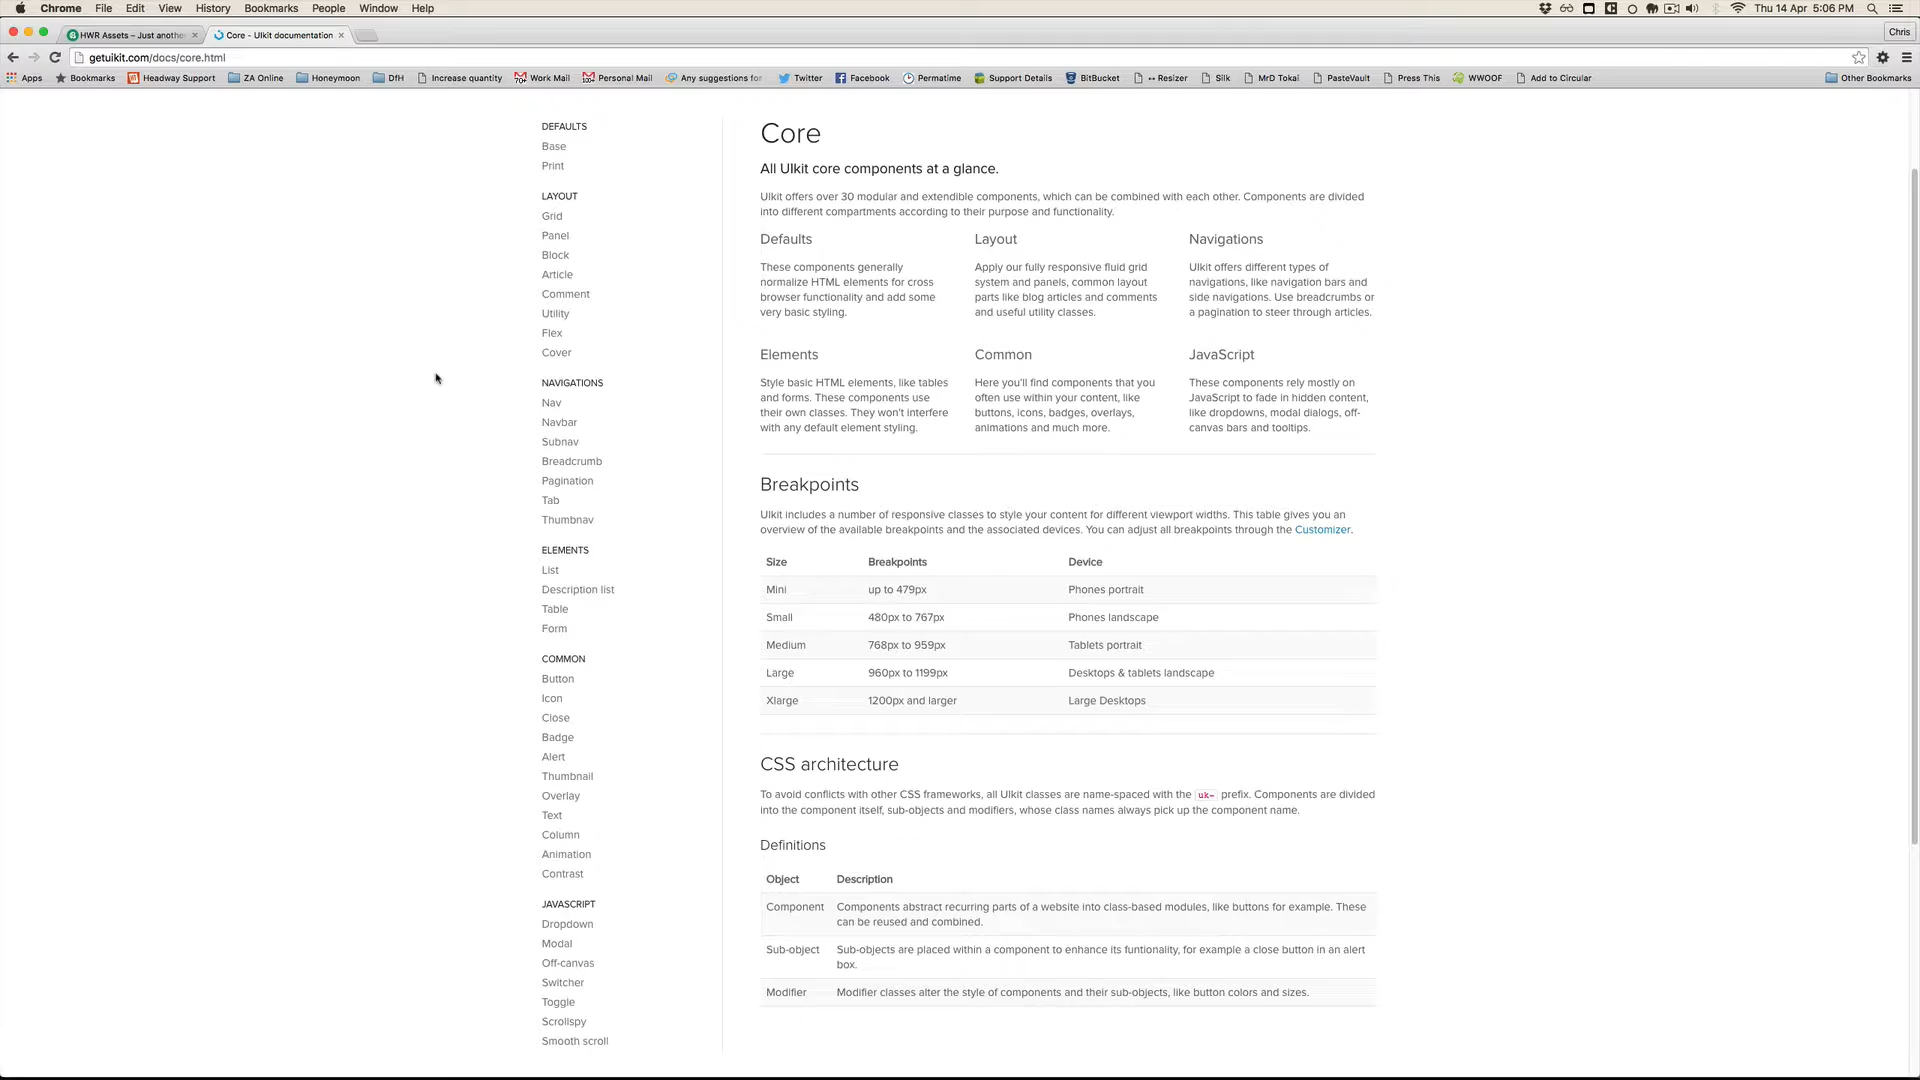 Chrome File Edit View History Bookmarks People Window Help
Thu 14 Apr 5:06 PM
HWR Assets – Just anothe
Core - UIkit documentation
Chris
getuikit.com/docs/core.html
Apps Bookmarks Headway Support ZA Online Honeymoon DfH Increase quantity Work Mail Personal Mail Any suggestions for Twitter Facebook Permatime Support Details BitBucket ↔ Resizer Silk MrD Tokai PasteVault Press This WWOOF Add to Circular Other Bookmarks
DEFAULTS
Base
Print
LAYOUT
Grid
Panel
Block
Article
Comment
Utility
Flex
Cover
NAVIGATIONS
Nav
Navbar
Subnav
Breadcrumb
Pagination
Tab
Thumbnav
ELEMENTS
List
Description list
Table
Form
COMMON
Button
Icon
Close
Badge
Alert
Thumbnail
Overlay
Text
Column
Animation
Contrast
JAVASCRIPT
Dropdown
Modal
Off-canvas
Switcher
Toggle
Scrollspy
Smooth scroll
Core
All UIkit core components at a glance.
UIkit offers over 30 modular and extendible components, which can be combined with each other. Components are divided
into different compartments according to their purpose and functionality.
Defaults
These components generally
normalize HTML elements for cross
browser functionality and add some
very basic styling.
Layout
Apply our fully responsive fluid grid
system and panels, common layout
parts like blog articles and comments
and useful utility classes.
Navigations
UIkit offers different types of
navigations, like navigation bars and
side navigations. Use breadcrumbs or
a pagination to steer through articles.
Elements
Style basic HTML elements, like tables
and forms. These components use
their own classes. They won't interfere
with any default element styling.
Common
Here you'll find components that you
often use within your content, like
buttons, icons, badges, overlays,
animations and much more.
JavaScript
These components rely mostly on
JavaScript to fade in hidden content,
like dropdowns, modal dialogs, off-
canvas bars and tooltips.
Breakpoints
UIkit includes a number of responsive classes to style your content for different viewport widths. This table gives you an
overview of the available breakpoints and the associated devices. You can adjust all breakpoints through the Customizer.
Size Breakpoints Device
Mini up to 479px Phones portrait
Small 480px to 767px Phones landscape
Medium 768px to 959px Tablets portrait
Large 960px to 1199px Desktops & tablets landscape
Xlarge 1200px and larger Large Desktops
CSS architecture
To avoid conflicts with other CSS frameworks, all UIkit classes are name-spaced with the uk- prefix. Components are divided
into the component itself, sub-objects and modifiers, whose class names always pick up the component name.
Definitions
Object Description
Component Components abstract recurring parts of a website into class-based modules, like buttons for example. These
can be reused and combined.
Sub-object Sub-objects are placed within a component to enhance its funtionality, for example a close button in an alert
box.
Modifier Modifier classes alter the style of components and their sub-objects, like button colors and sizes.